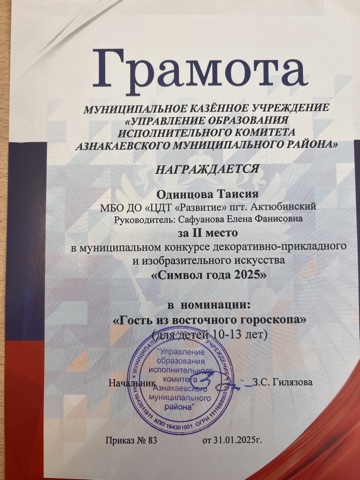 Грамота
МУНИЦИПАЛЬНОЕ КАЗЁННОЕ УЧРЕЖДЕНИЕ
«УПРАВЛЕНИЕ ОБРАЗОВАНИЯ
ИСПОЛНИТЕЛЬНОГО КОМИТЕТА
АЗНАКАЕВСКОГО МУНИЦИПАЛЬНОГО РАЙОНА»
НАГРАЖДАЕТСЯ
Одинцова Таисия
МБО ДО «ЦДТ «Развитие» пгт. Актюбинский
Руководитель: Сафуанова Елена Фанисовна
за II место
в муниципальном конкурсе декоративно-прикладного
и изобразительного искусства
«Символ года 2025»
в номинации:
«Гость из восточного гороскопа»
(для детей 10-13 лет)
"Управление
образования
исполнительного
комитета
Азнакаевского
муниципального
района"
Начальник З.С. Гилязова
Приказ № 83 от 31.01.2025г.